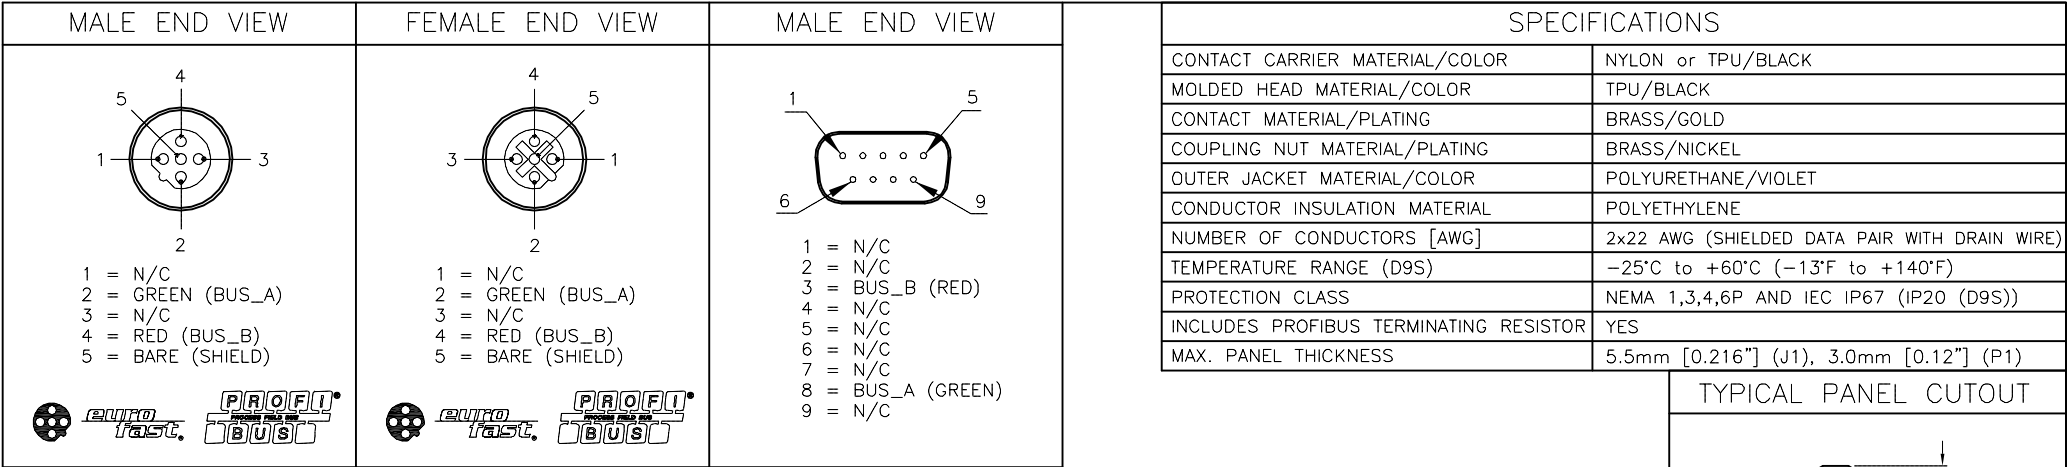 MALE END VIEW
4
5
1
3
2
1 = N/C
2 = GREEN (BUS_A)
3 = N/C
4 = RED (BUS_B)
5 = BARE (SHIELD)
euro
fast®
PROFI®
PROCESS FIELD BUS
BUS
FEMALE END VIEW
4
5
3
1
2
1 = N/C
2 = GREEN (BUS_A)
3 = N/C
4 = RED (BUS_B)
5 = BARE (SHIELD)
euro
fast®
PROFI®
PROCESS FIELD BUS
BUS
MALE END VIEW
1
5
6
9
1 = N/C
2 = N/C
3 = BUS_B (RED)
4 = N/C
5 = N/C
6 = N/C
7 = N/C
8 = BUS_A (GREEN)
9 = N/C
SPECIFICATIONS
CONTACT CARRIER MATERIAL/COLOR NYLON or TPU/BLACK
MOLDED HEAD MATERIAL/COLOR TPU/BLACK
CONTACT MATERIAL/PLATING BRASS/GOLD
COUPLING NUT MATERIAL/PLATING BRASS/NICKEL
OUTER JACKET MATERIAL/COLOR POLYURETHANE/VIOLET
CONDUCTOR INSULATION MATERIAL POLYETHYLENE
NUMBER OF CONDUCTORS [AWG] 2x22 AWG (SHIELDED DATA PAIR WITH DRAIN WIRE)
TEMPERATURE RANGE (D9S) −25°C to +60°C (−13°F to +140°F)
PROTECTION CLASS NEMA 1,3,4,6P AND IEC IP67 (IP20 (D9S))
INCLUDES PROFIBUS TERMINATING RESISTOR YES
MAX. PANEL THICKNESS 5.5mm [0.216"] (J1), 3.0mm [0.12"] (P1)
TYPICAL PANEL CUTOUT